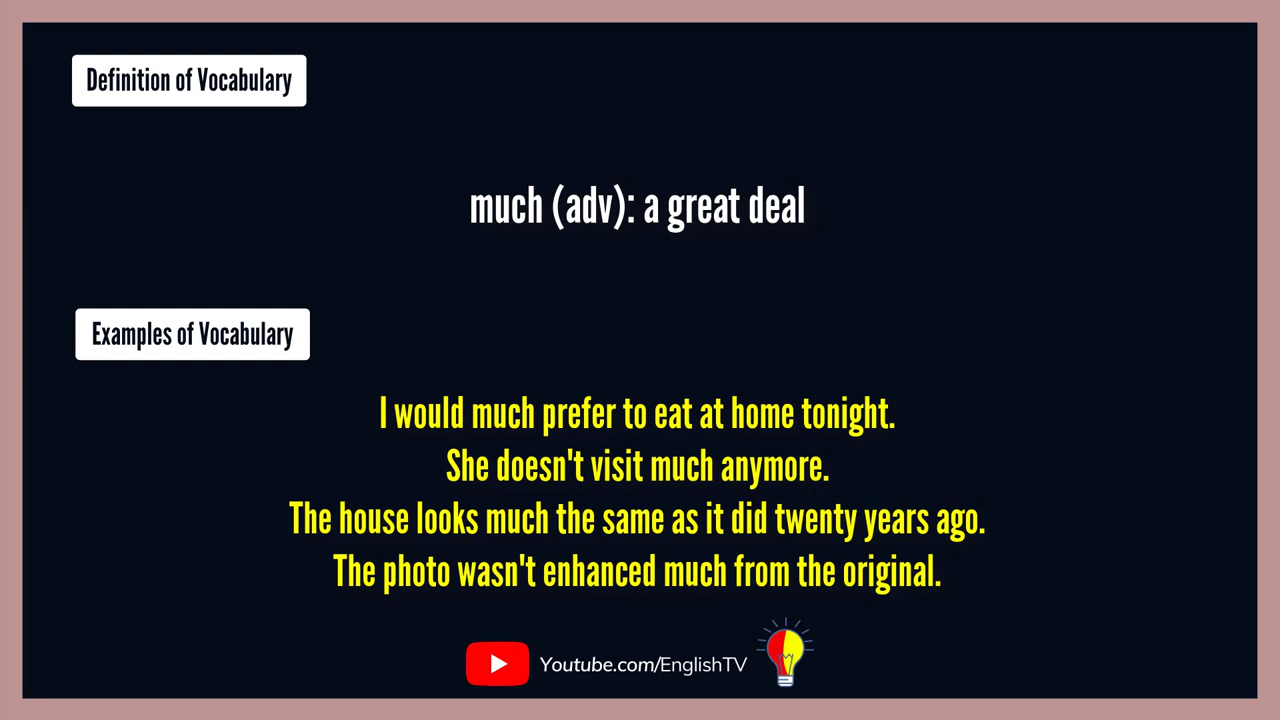 Definition of Vocabulary
much (adv): a great deal
Examples of Vocabulary
I would much prefer to eat at home tonight.
She doesn't visit much anymore.
The house looks much the same as it did twenty years ago.
The photo wasn't enhanced much from the original.
Youtube.com/EnglishTV